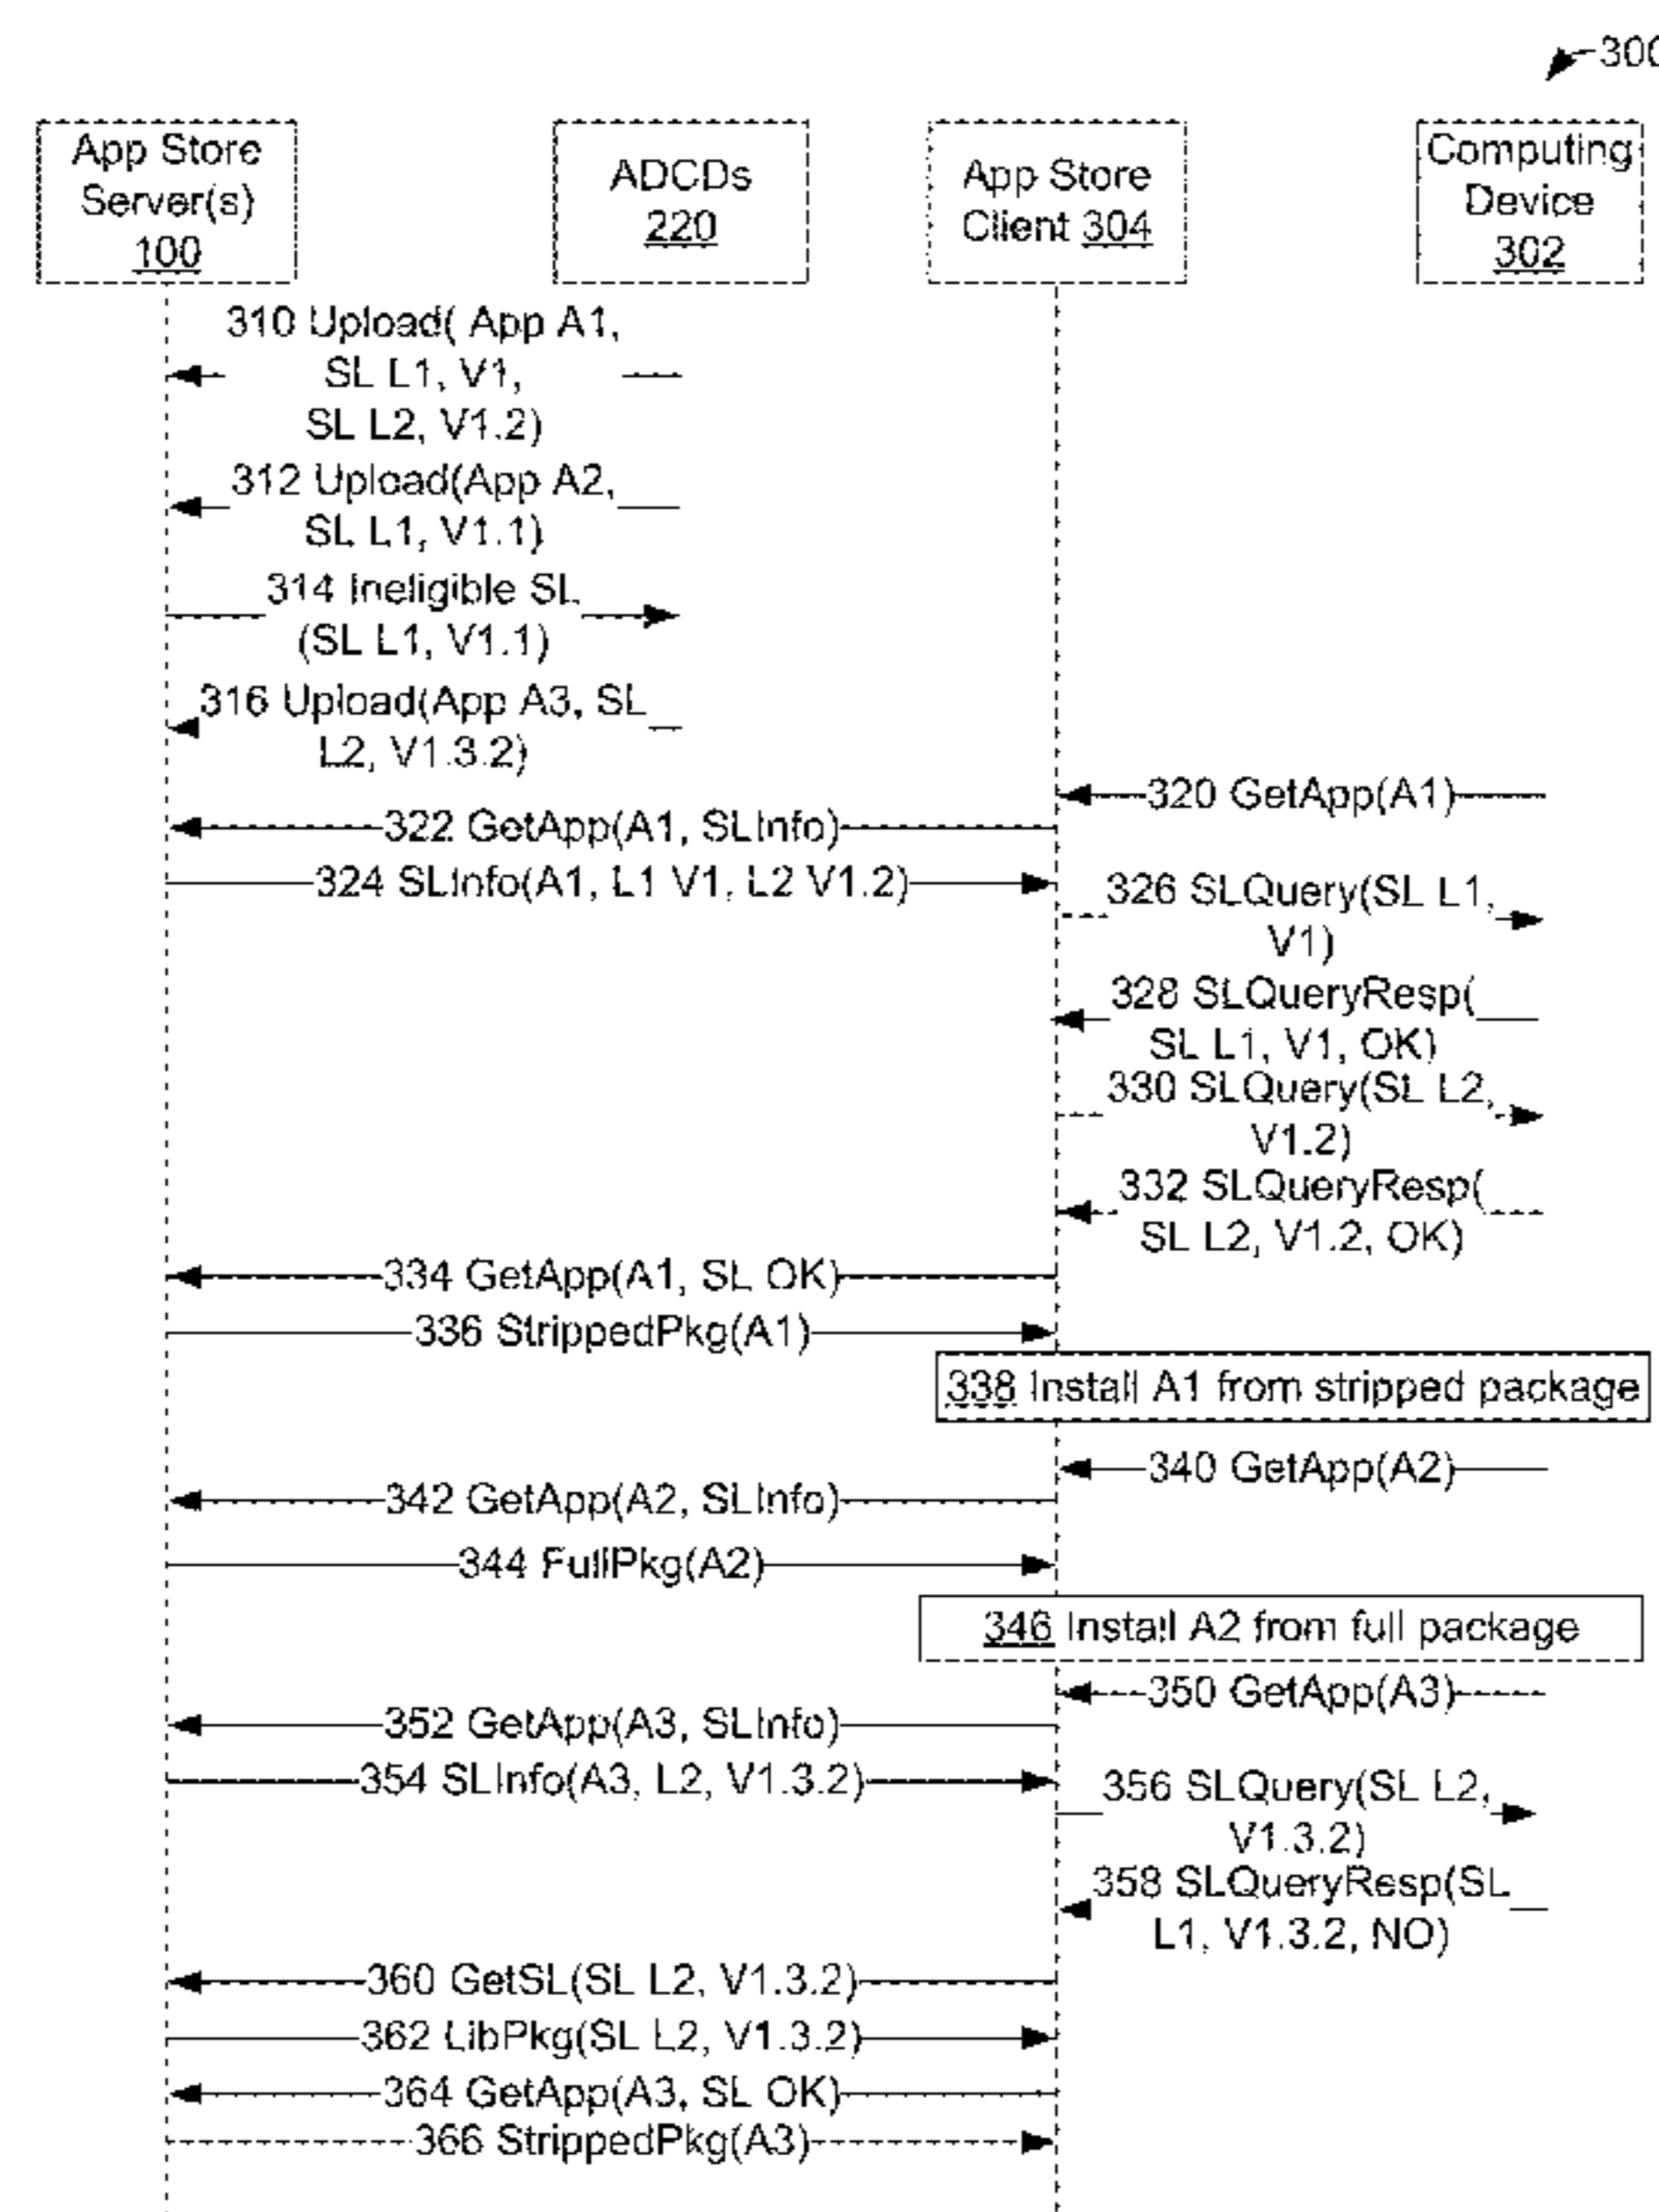 300
App Store
Server(s)
100
ADCDs
220
App Store
Client 304
Computing
Device
302
310 Upload( App A1,
SL L1, V1,
SL L2, V1.2)
312 Upload(App A2,
SL L1, V1.1)
314 Ineligible SL
(SL L1, V1.1)
316 Upload(App A3, SL
L2, V1.3.2)
320 GetApp(A1)
322 GetApp(A1, SLInfo)
324 SLInfo(A1, L1 V1, L2 V1.2)
326 SLQuery(SL L1,
V1)
328 SLQueryResp(
SL L1, V1, OK)
330 SLQuery(SL L2,
V1.2)
332 SLQueryResp(
SL L2, V1.2, OK)
334 GetApp(A1, SL OK)
336 StrippedPkg(A1)
338 Install A1 from stripped package
340 GetApp(A2)
342 GetApp(A2, SLInfo)
344 FullPkg(A2)
346 Install A2 from full package
350 GetApp(A3)
352 GetApp(A3, SLInfo)
354 SLInfo(A3, L2, V1.3.2)
356 SLQuery(SL L2,
V1.3.2)
358 SLQueryResp(SL
L1, V1.3.2, NO)
360 GetSL(SL L2, V1.3.2)
362 LibPkg(SL L2, V1.3.2)
364 GetApp(A3, SL OK)
366 StrippedPkg(A3)